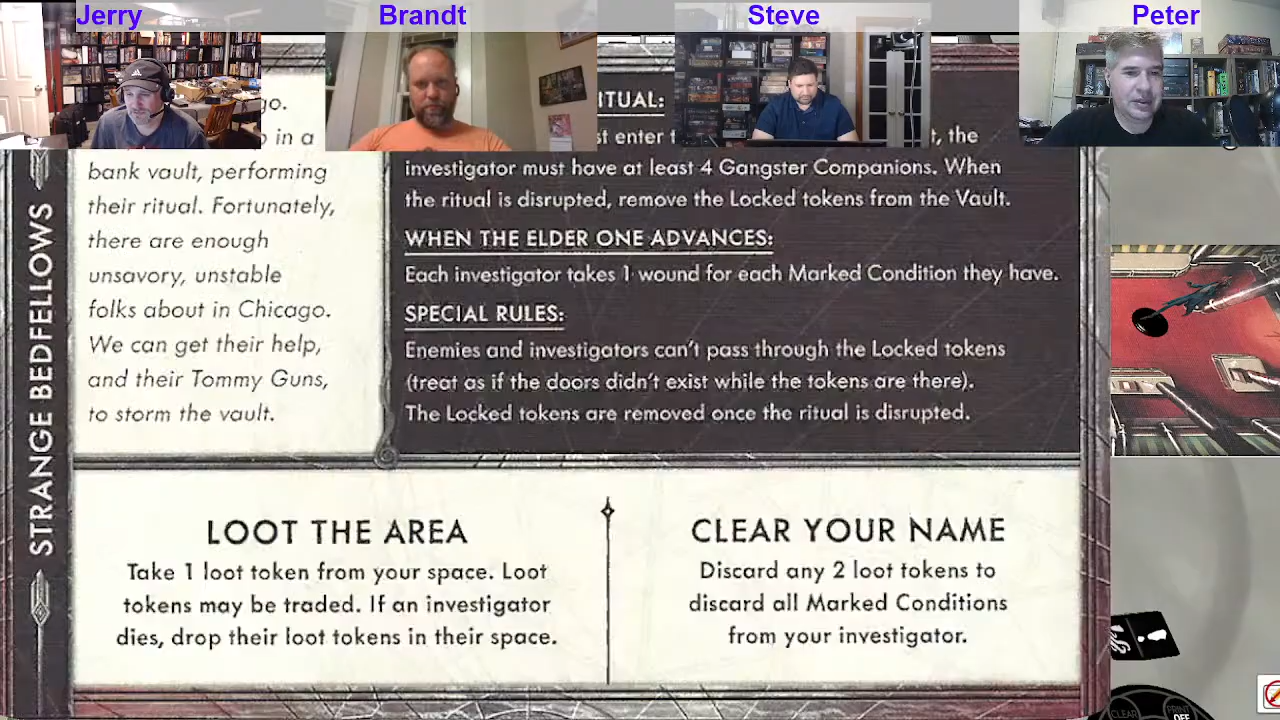 Jerry
Brandt
Steve
Peter
go.
in a
bank vault, performing
their ritual. Fortunately,
there are enough
unsavory, unstable
folks about in Chicago.
We can get their help,
and their Tommy Guns,
to storm the vault.
STRANGE BEDFELLOWS
enter
the
investigator must have at least 4 Gangster Companions. When
the ritual is disrupted, remove the Locked tokens from the Vault.
WHEN THE ELDER ONE ADVANCES:
Each investigator takes 1 wound for each Marked Condition they have.
SPECIAL RULES:
Enemies and investigators can't pass through the Locked tokens
(treat as if the doors didn't exist while the tokens are there).
The Locked tokens are removed once the ritual is disrupted.
LOOT THE AREA
Take 1 loot token from your space. Loot
tokens may be traded. If an investigator
dies, drop their loot tokens in their space.
CLEAR YOUR NAME
Discard any 2 loot tokens to
discard all Marked Conditions
from your investigator.
CLEAR
PRINT
OFF